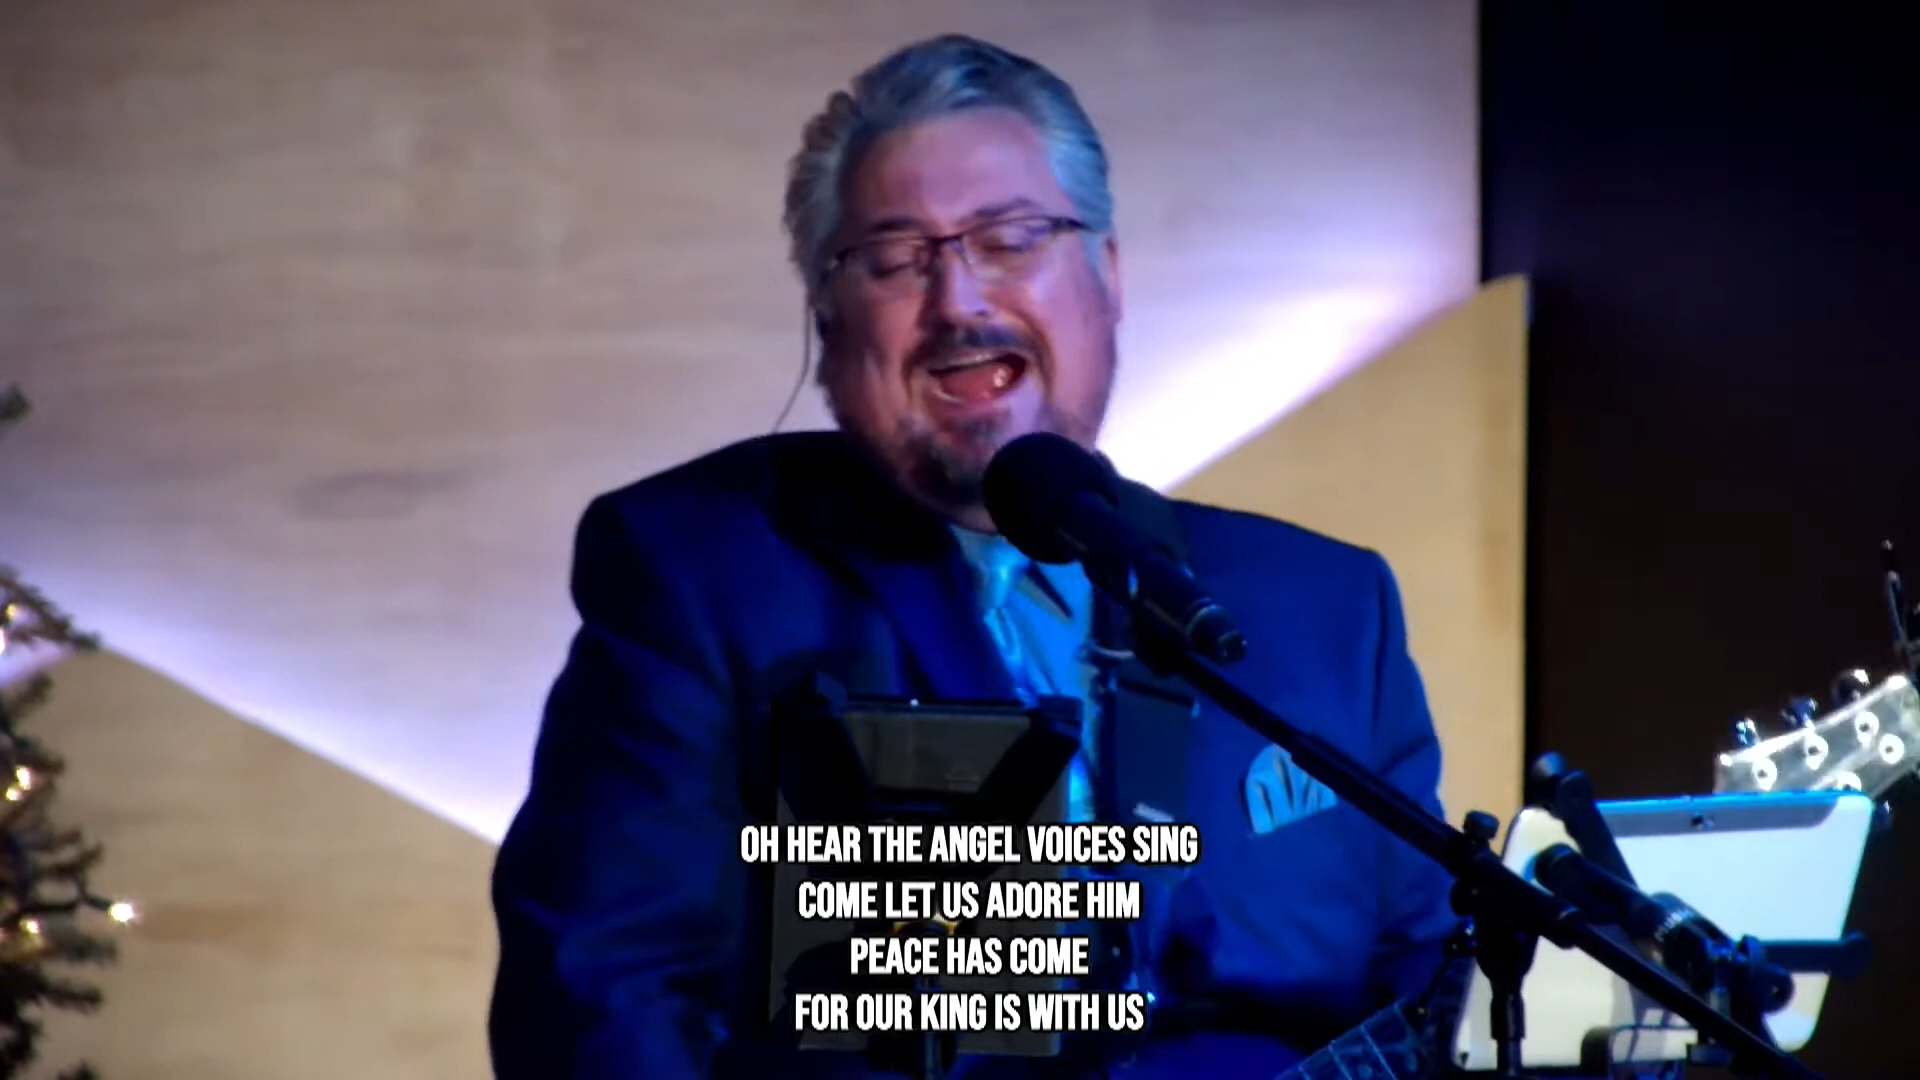 OH HEAR THE ANGEL VOICES SING
COME LET US ADORE HIM
PEACE HAS COME
FOR OUR KING IS WITH US